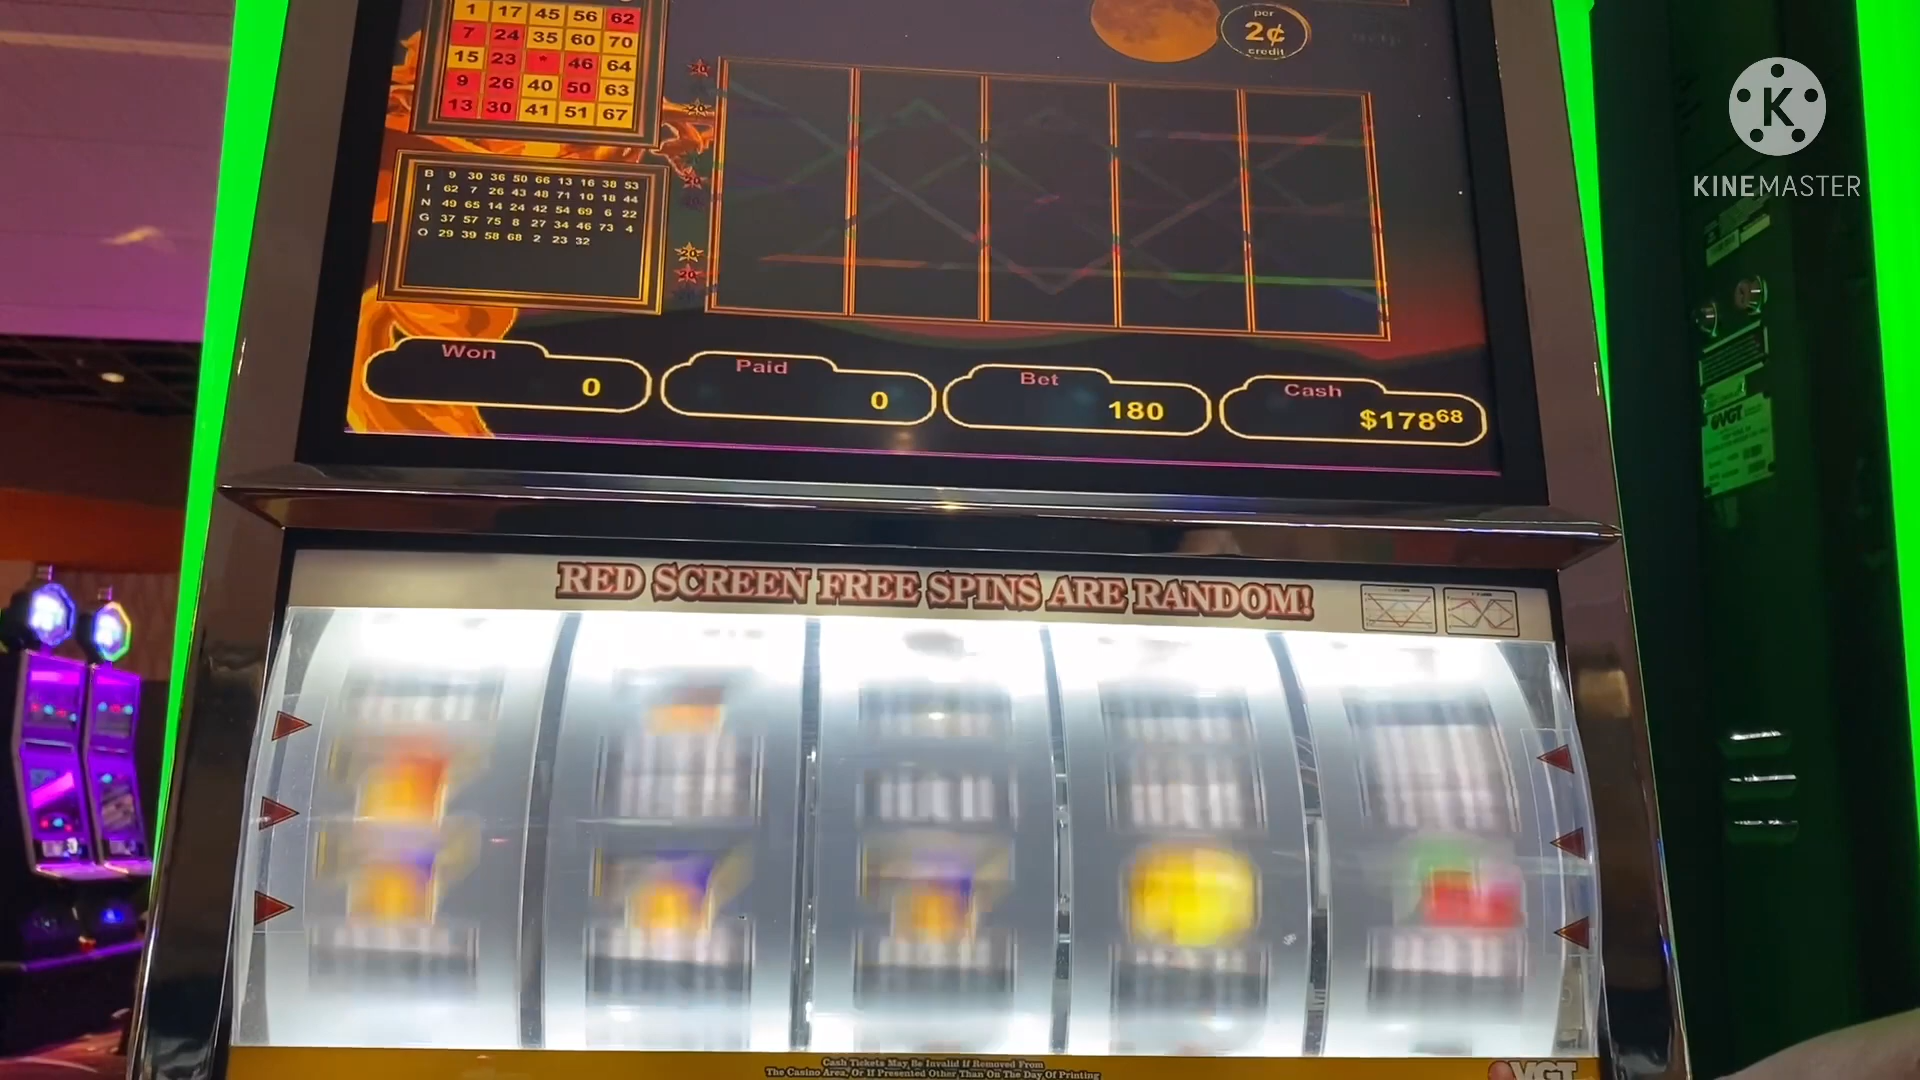 1 17 45 56 62
7 24 35 60 70
15 23 * 46 64
9 26 40 50 63
13 30 41 51 67
per
2¢
credit
B 9 30 36 50 66 13 16 38 53
I 62 7 26 43 48 71 10 18 44
N 49 65 14 24 42 54 69 6 22
G 37 57 75 8 27 34 46 73 4
O 29 39 58 68 2 23 32
20
20
20
20
Won
0
Paid
0
Bet
180
Cash
$178⁶⁸
K
KINEMASTER
VGT
RED SCREEN FREE SPINS ARE RANDOM!
Cash Tickets May Be Invalid If Removed From
The Casino Area, Or If Presented Other Than On The Day Of Printing
VGT